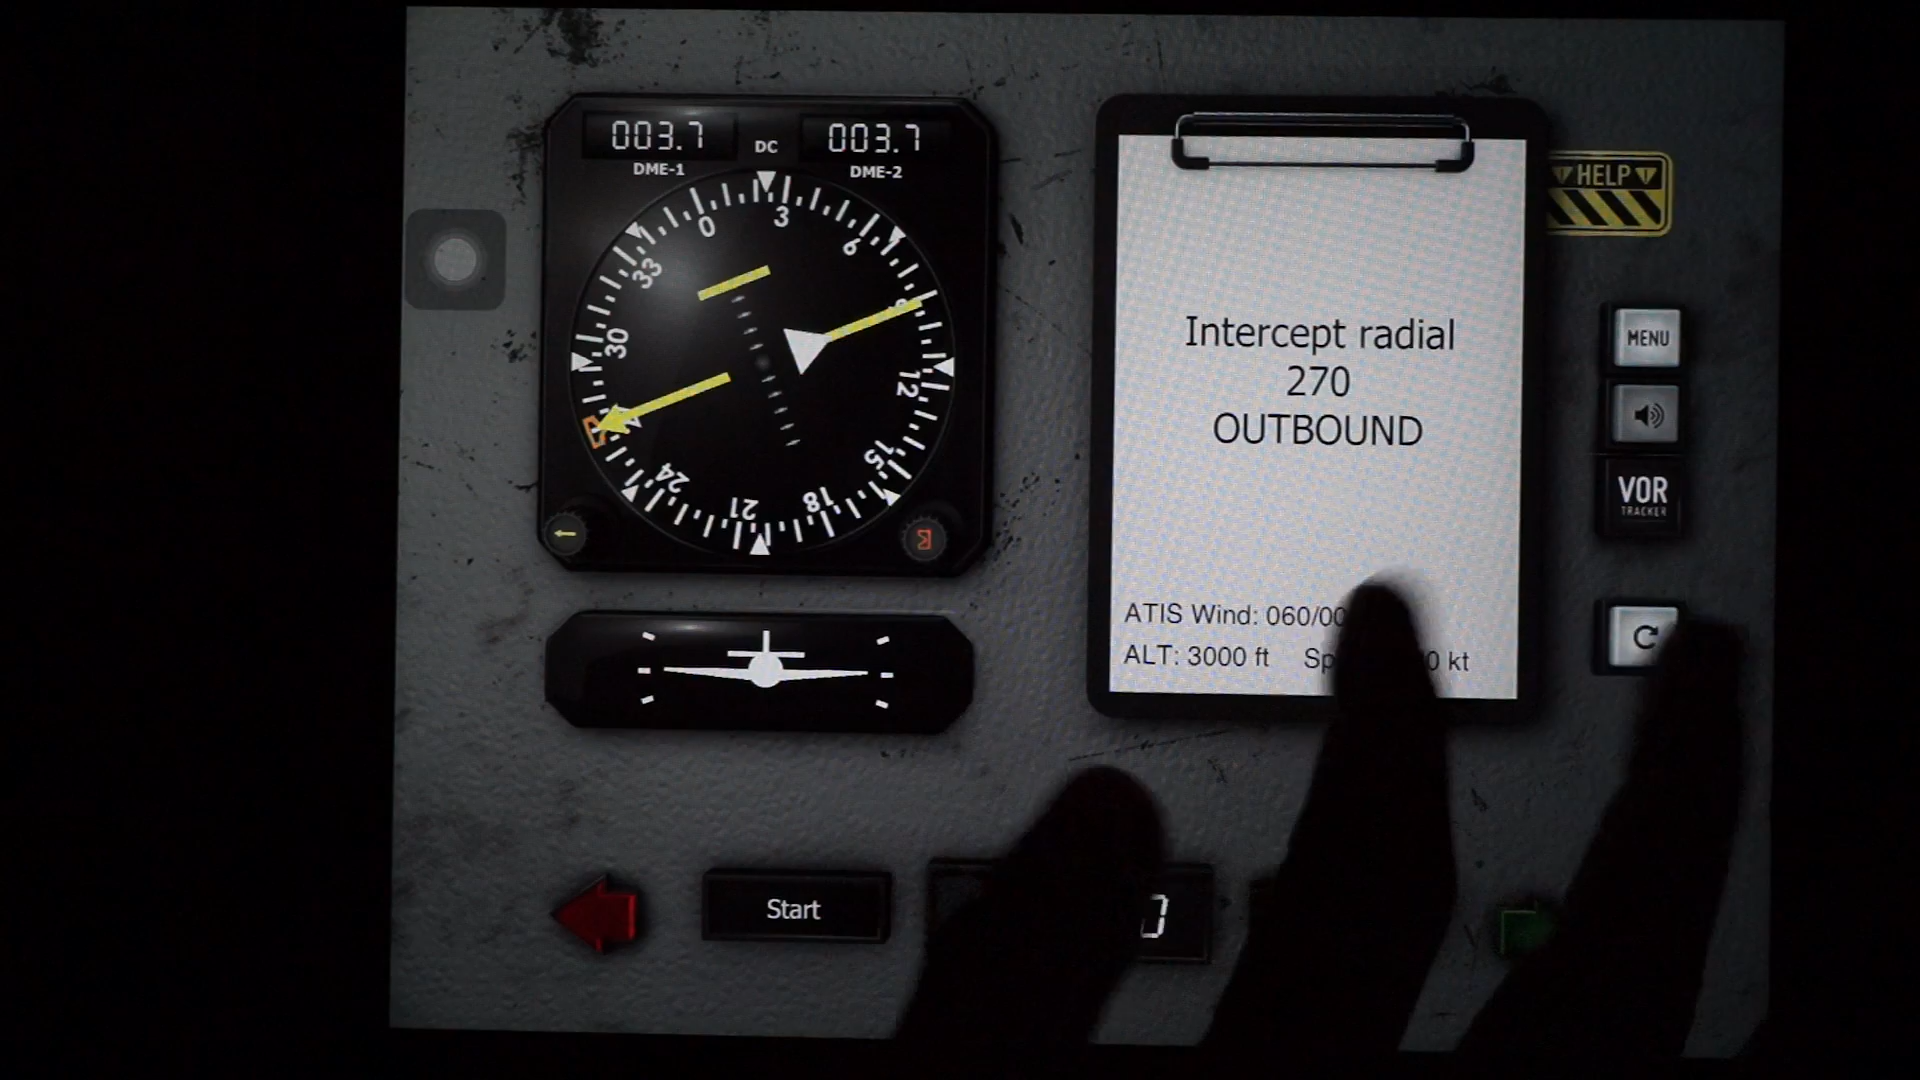 003.7
DC
003.7
DME-1
DME-2
0
3
6
33
30
12
24
15
21
18
HELP
Intercept radial
270
OUTBOUND
MENU
VOR
TRACKER
ATIS Wind: 060/00
ALT: 3000 ft Sp 0 kt
Start